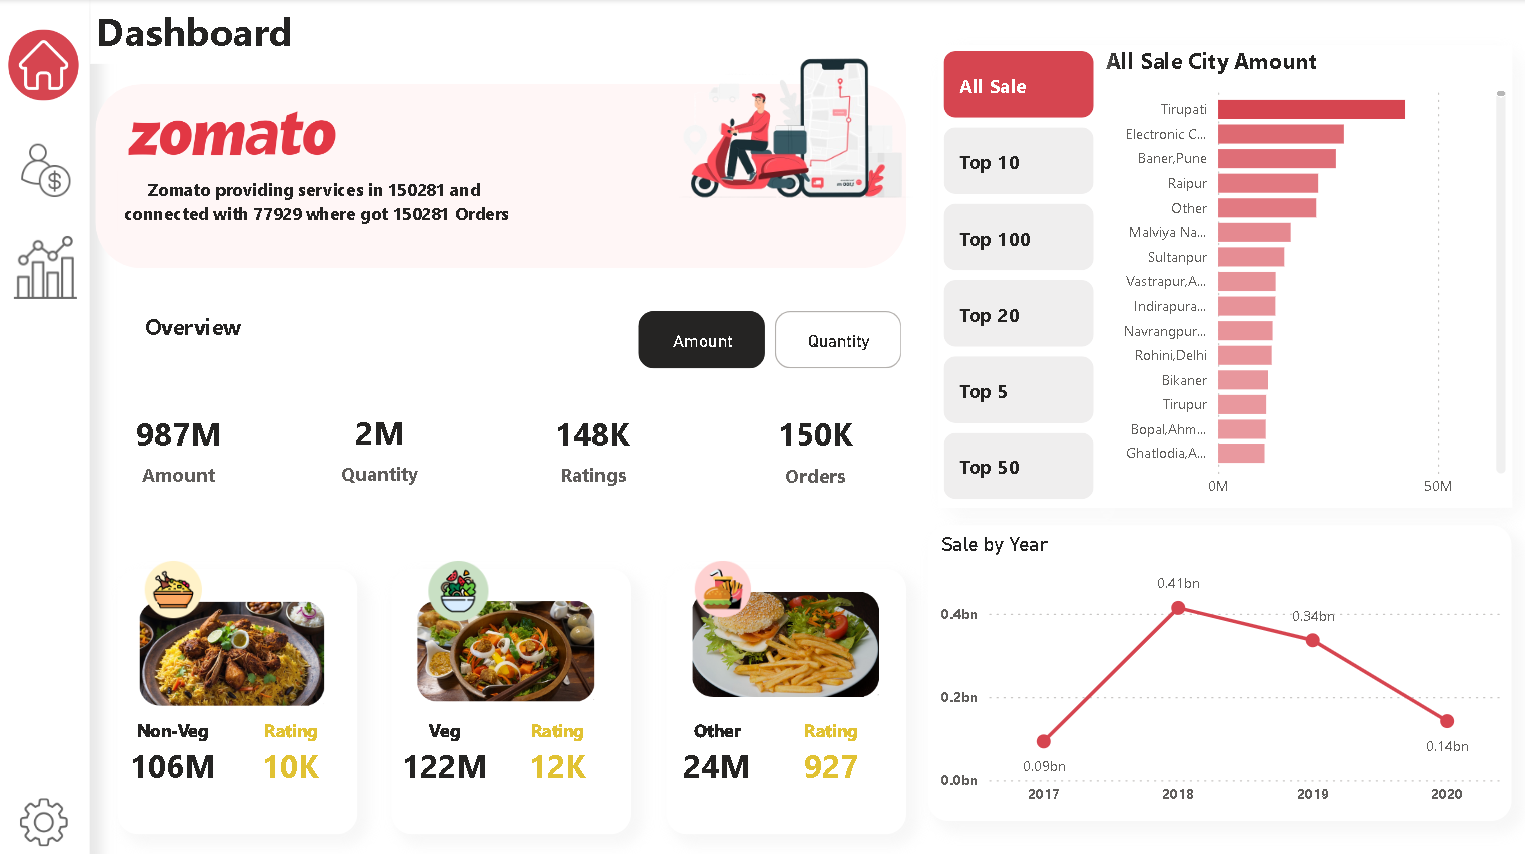 Dashboard
zomato
Zomato providing services in 150281 and
connected with 77929 where got 150281 Orders
Overview
Amount
Quantity
987M
Amount
2M
Quantity
148K
Ratings
150K
Orders
Non-Veg
Rating
106M
10K
Veg
Rating
122M
12K
Other
Rating
24M
927
All Sale
Top 10
Top 100
Top 20
Top 5
Top 50
All Sale City Amount
Tirupati
Electronic C...
Baner,Pune
Raipur
Other
Malviya Na...
Sultanpur
Vastrapur,A...
Indirapura...
Navrangpur...
Rohini,Delhi
Bikaner
Tirupur
Bopal,Ahm...
Ghatlodia,A...
0M
50M
Sale by Year
0.4bn
0.2bn
0.0bn
0.09bn
0.41bn
0.34bn
0.14bn
2017
2018
2019
2020